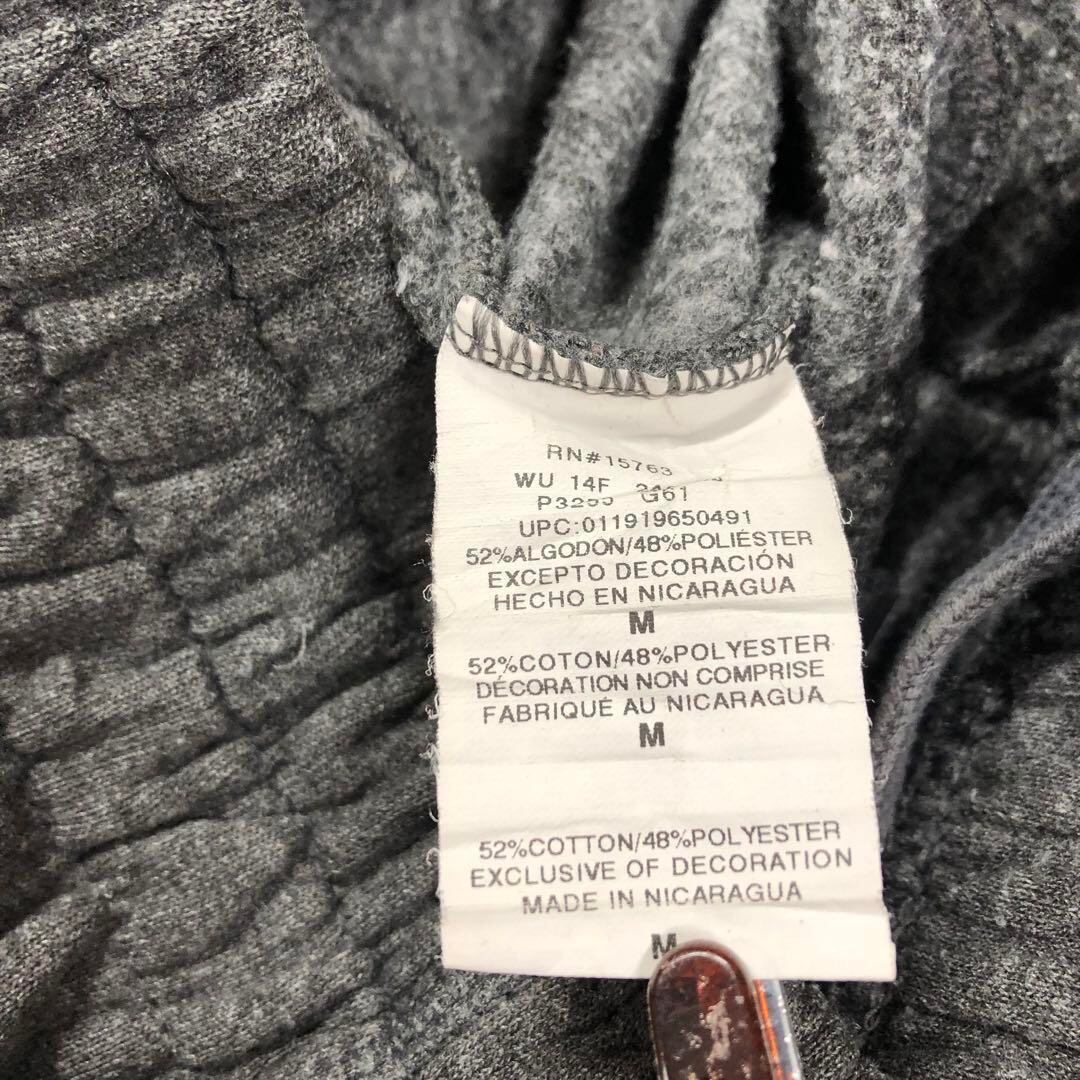 RN#15763
WU 14F
G61
UPC:011919650491
52%ALGODON/48%POLIÉSTER
EXCEPTO DECORACIÓN
HECHO EN NICARAGUA
M
52%COTON/48%POLYESTER
DÉCORATION NON COMPRISE
FABRIQUÉ AU NICARAGUA
M
52%COTTON/48%POLYESTER
EXCLUSIVE OF DECORATION
MADE IN NICARAGUA
M